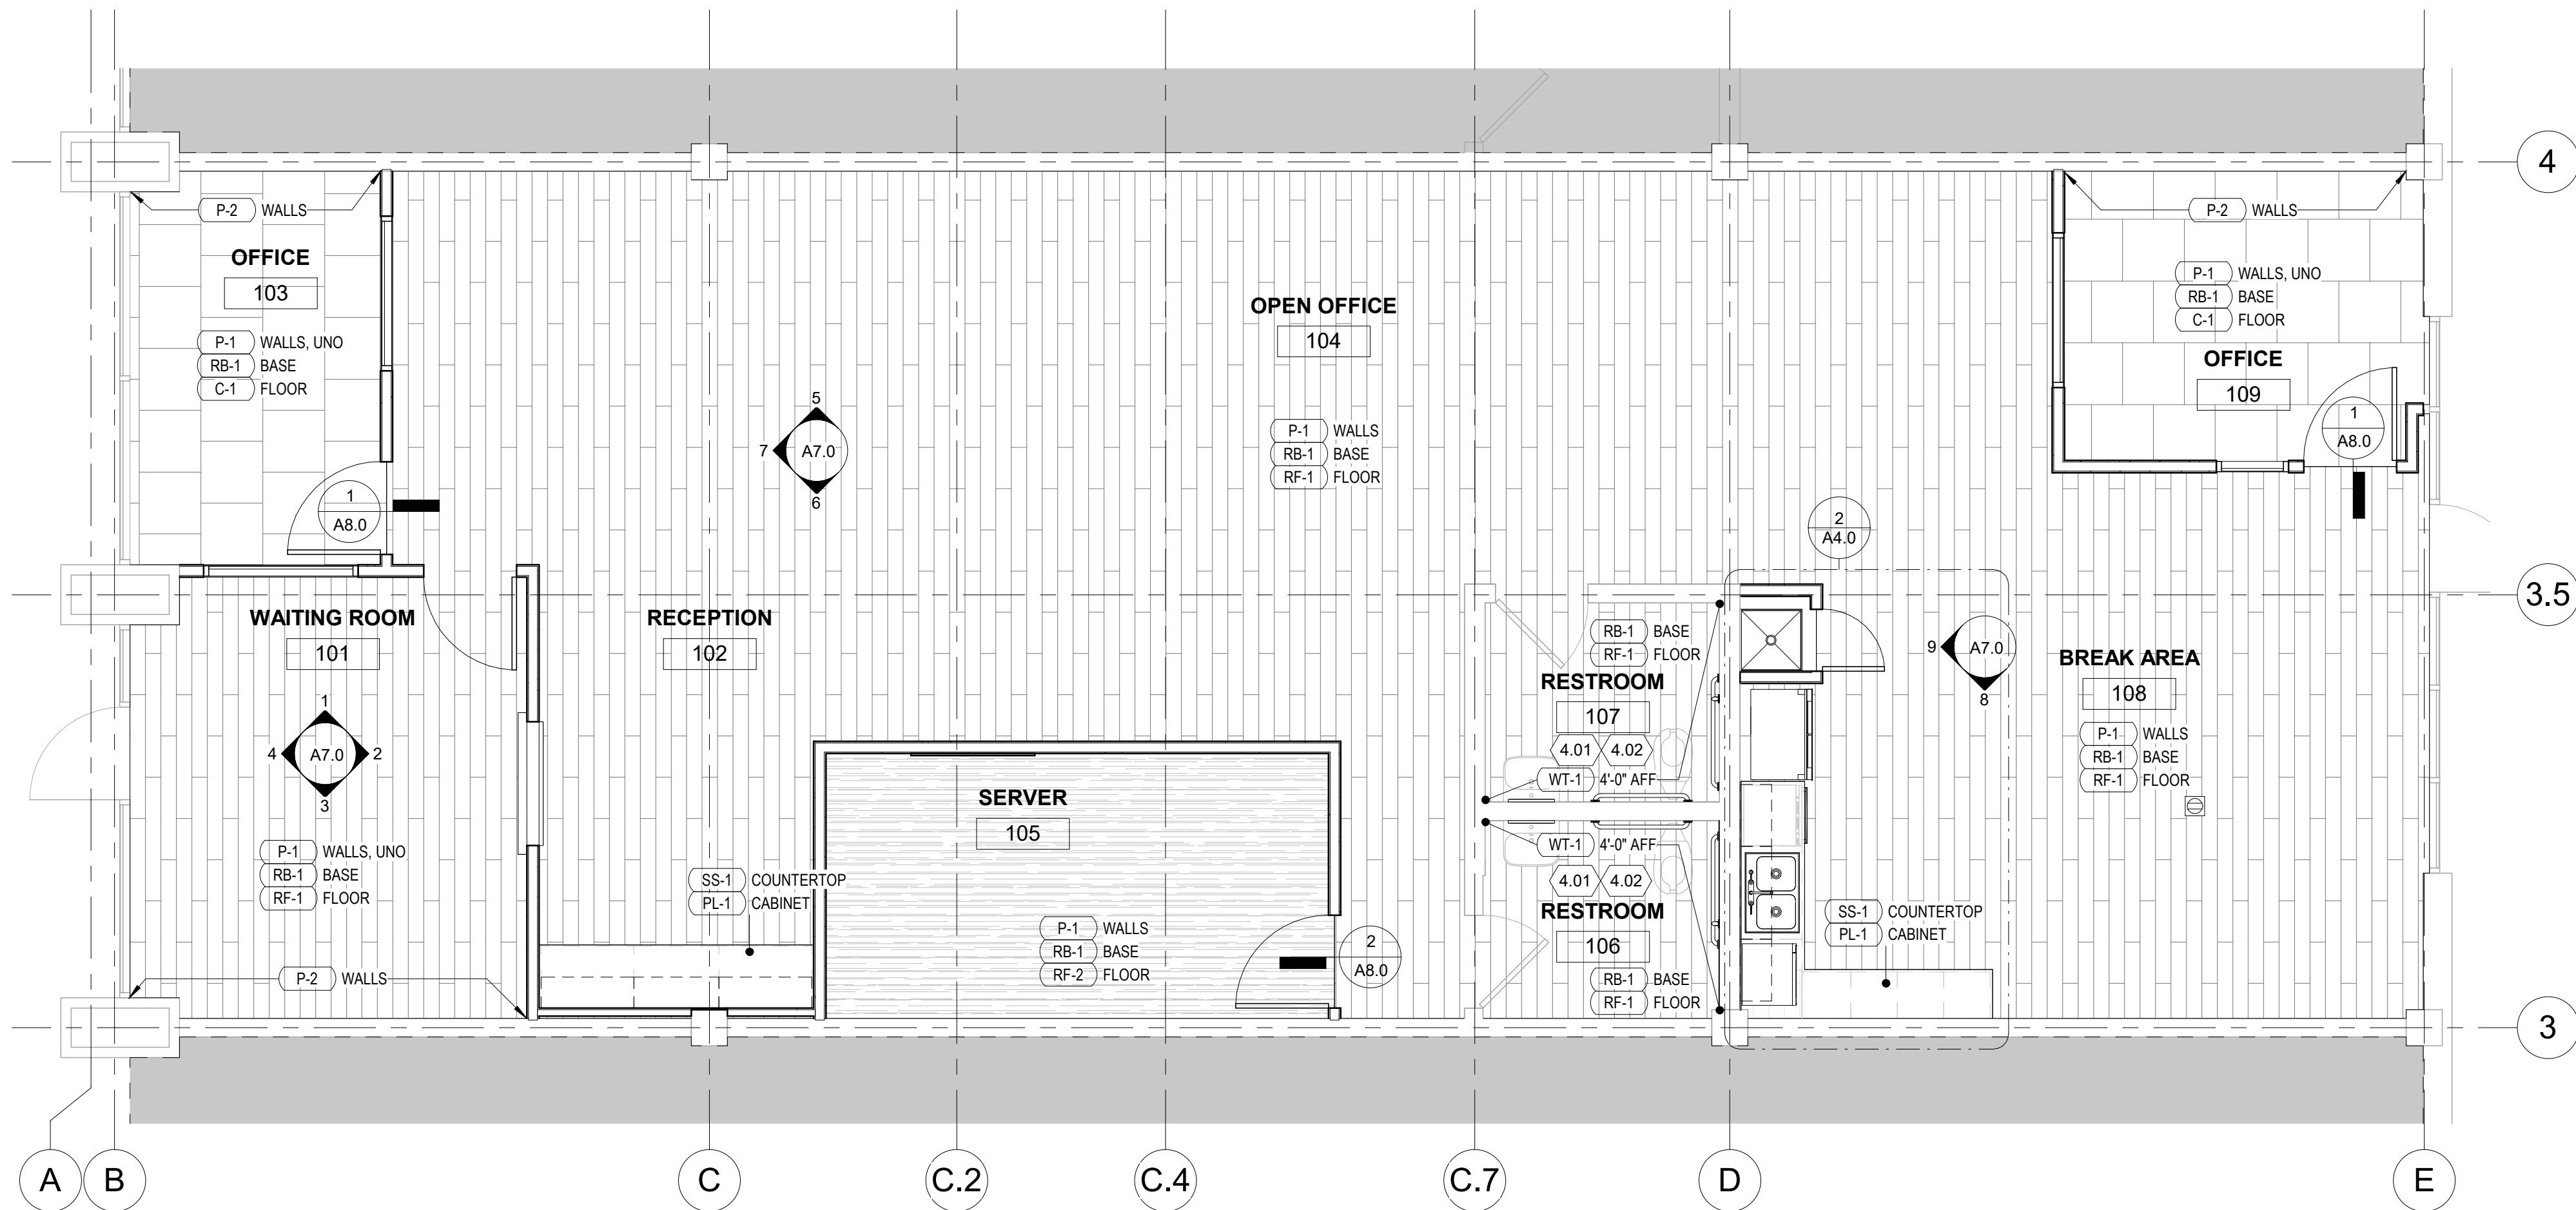 4
P-2 WALLS
P-2 WALLS
OFFICE
103
P-1 WALLS, UNO
RB-1 BASE
C-1 FLOOR
OPEN OFFICE
104
P-1 WALLS
RB-1 BASE
RF-1 FLOOR
P-1 WALLS, UNO
RB-1 BASE
C-1 FLOOR
OFFICE
109
1
A8.0
5
7 A7.0
6
1
A8.0
2
A4.0
3.5
WAITING ROOM
101
RECEPTION
102
1
4 A7.0 2
3
P-1 WALLS, UNO
RB-1 BASE
RF-1 FLOOR
P-2 WALLS
SS-1 COUNTERTOP
PL-1 CABINET
SERVER
105
P-1 WALLS
RB-1 BASE
RF-2 FLOOR
2
A8.0
RB-1 BASE
RF-1 FLOOR
RESTROOM
107
4.01 4.02
WT-1 4'-0" AFF
WT-1 4'-0" AFF
4.01 4.02
RESTROOM
106
RB-1 BASE
RF-1 FLOOR
9 A7.0
8
BREAK AREA
108
P-1 WALLS
RB-1 BASE
RF-1 FLOOR
SS-1 COUNTERTOP
PL-1 CABINET
3
A
B
C
C.2
C.4
C.7
D
E